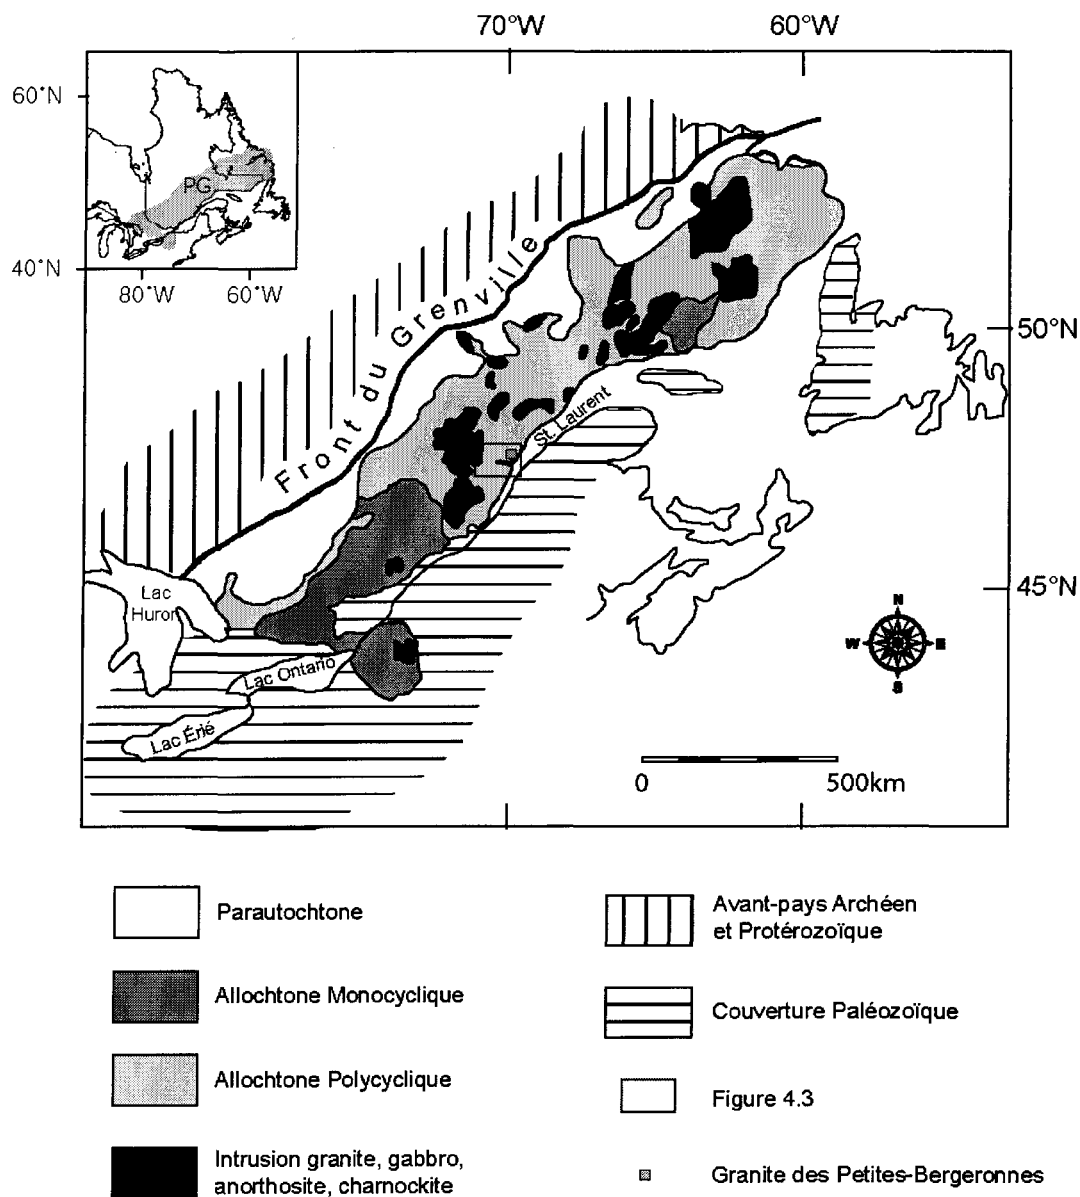 70°W
60°W
60°N
PG
40°N
80°W
60°W
Front du Grenville
50°N
St. Laurent
45°N
Lac
Huron
N
W
E
S
Lac Ontario
Lac Érié
0
500km
Parautochtone
Allochtone Monocyclique
Allochtone Polycyclique
Intrusion granite, gabbro,
anorthosite, charnockite
Avant-pays Archéen
et Protérozoïque
Couverture Paléozoïque
Figure 4.3
Granite des Petites-Bergeronnes